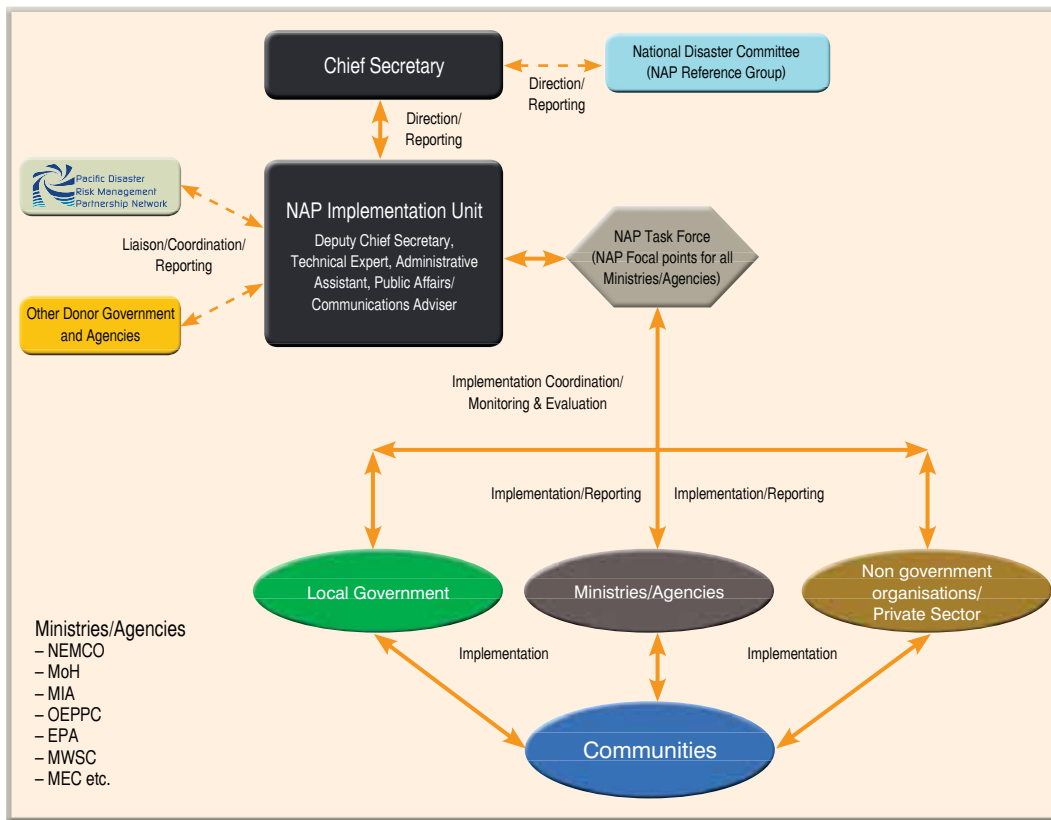 Chief Secretary
National Disaster Committee
(NAP Reference Group)
Direction/
Reporting
Direction/
Reporting
Pacific Disaster
Risk Management
Partnership Network
Liaison/Coordination/
Reporting
Other Donor Government
and Agencies
NAP Implementation Unit
Deputy Chief Secretary,
Technical Expert, Administrative
Assistant, Public Affairs/
Communications Adviser
NAP Task Force
(NAP Focal points for all
Ministries/Agencies)
Implementation Coordination/
Monitoring & Evaluation
Implementation/Reporting
Implementation/Reporting
Local Government
Ministries/Agencies
Non government
organisations/
Private Sector
Implementation
Implementation
Communities
Ministries/Agencies
– NEMCO
– MoH
– MIA
– OEPPC
– EPA
– MWSC
– MEC etc.